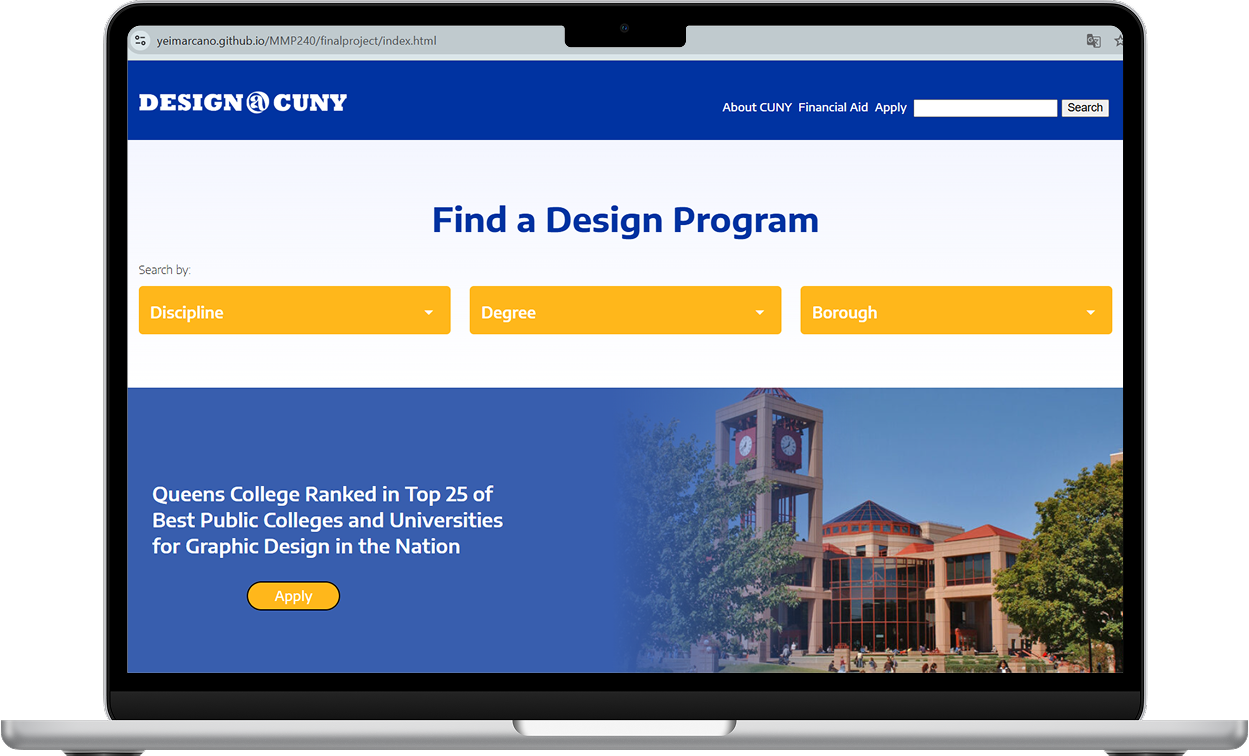 yeimarcano.github.io/MMP240/finalproject/index.html
DESIGN@CUNY
About CUNY Financial Aid Apply Search
Find a Design Program
Search by:
Discipline Degree Borough
Queens College Ranked in Top 25 of
Best Public Colleges and Universities
for Graphic Design in the Nation
Apply